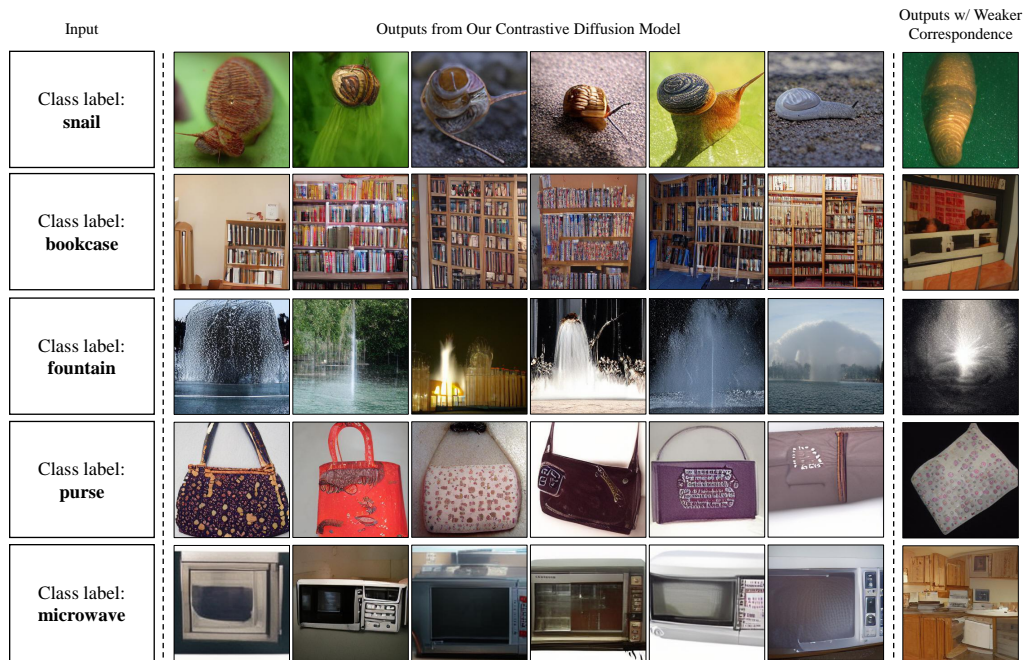 Input
Outputs from Our Contrastive Diffusion Model
Outputs w/ Weaker
Correspondence
Class label:
snail
Class label:
bookcase
Class label:
fountain
Class label:
purse
Class label:
microwave